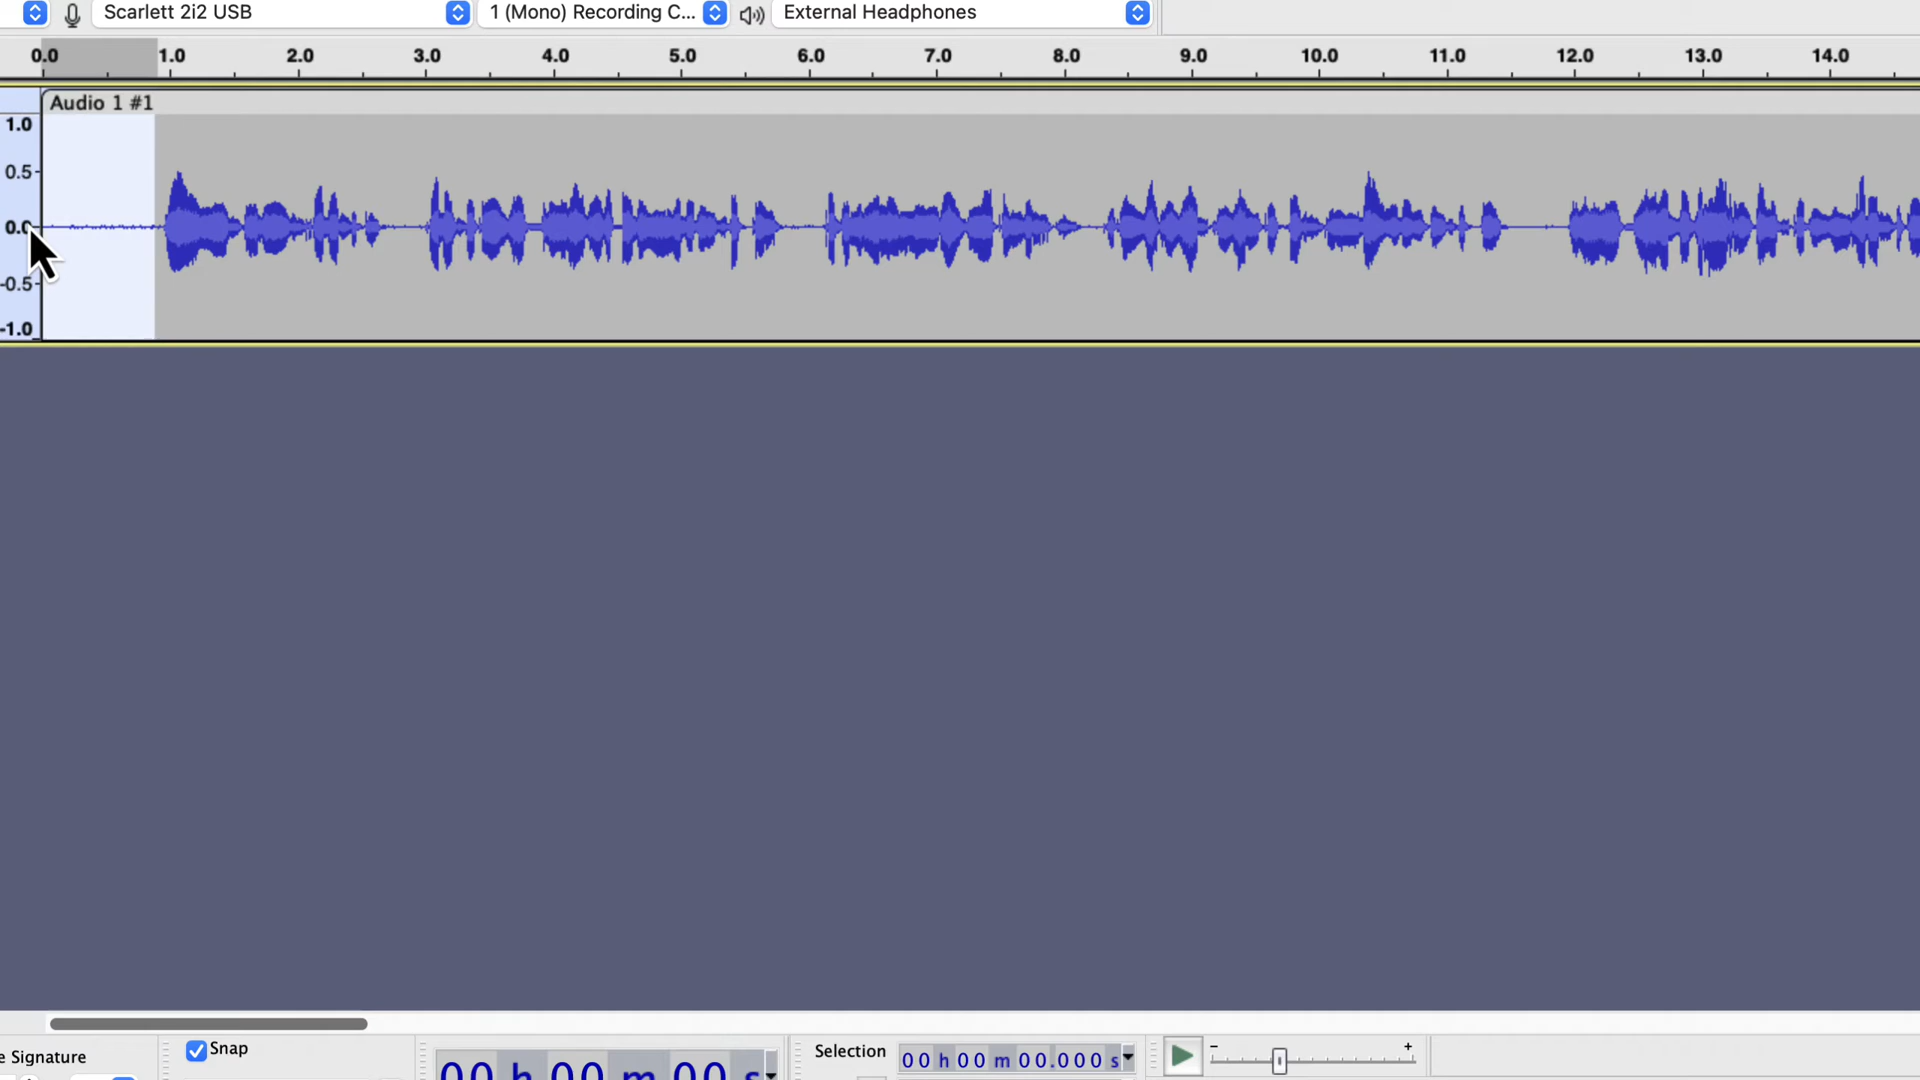 Scarlett 2i2 USB 1 (Mono) Recording C... External Headphones
0.0 1.0 2.0 3.0 4.0 5.0 6.0 7.0 8.0 9.0 10.0 11.0 12.0 13.0 14.0
Audio 1 #1
1.0
0.5
0.0
-0.5
-1.0
e Signature
Snap
00 h 00 m 00 s
Selection
00 h 00 m 00.000 s
- +